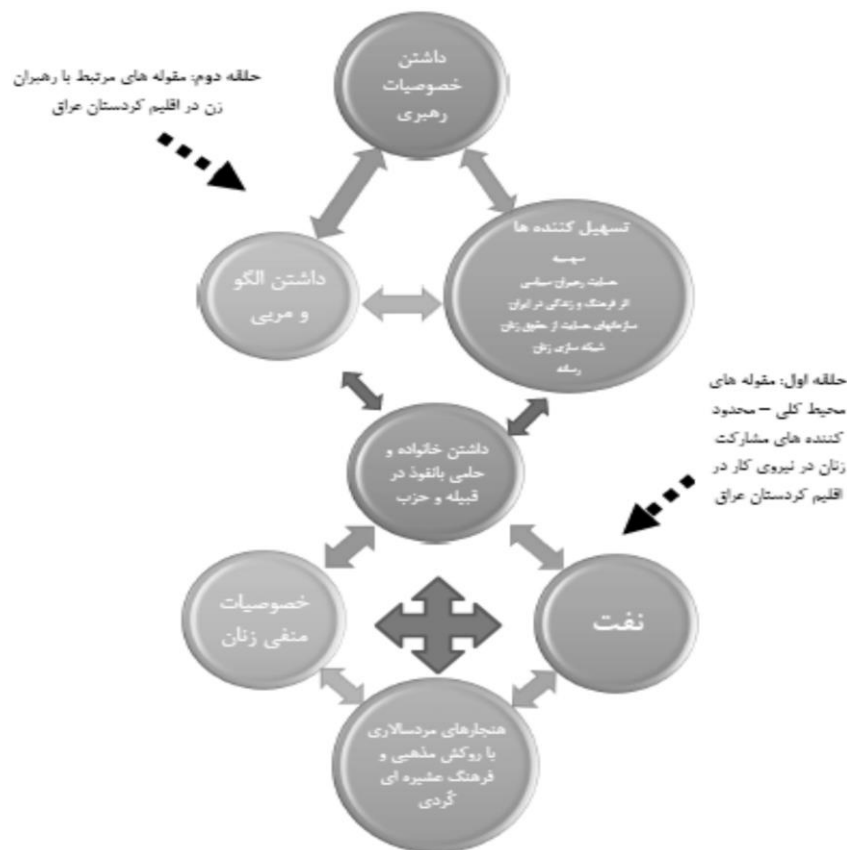 داشتن
خصوصیات
رهبری
حلقه دوم: مقوله های مرتبط با رهبران
زن در اقلیم کردستان عراق
تسهیل کننده ها
سهمیه
حمایت رهبران سیاسی
اثر فرهنگ و زندگی در ایران
سازمانهای حمایت از حقوق زنان
شبکه سازی زنان
رسانه
داشتن الگو
و مربی
حلقه اول: مقوله های
محیط کلی – محدود
کننده های مشارکت
زنان در نیروی کار در
اقلیم کردستان عراق
داشتن خانواده و
حامی بانفوذ در
قبیله و حزب
خصوصیات
منفی زنان
نفت
هنجارهای مردسالاری
با روکش مذهبی و
فرهنگ عشیره ای
کُردی